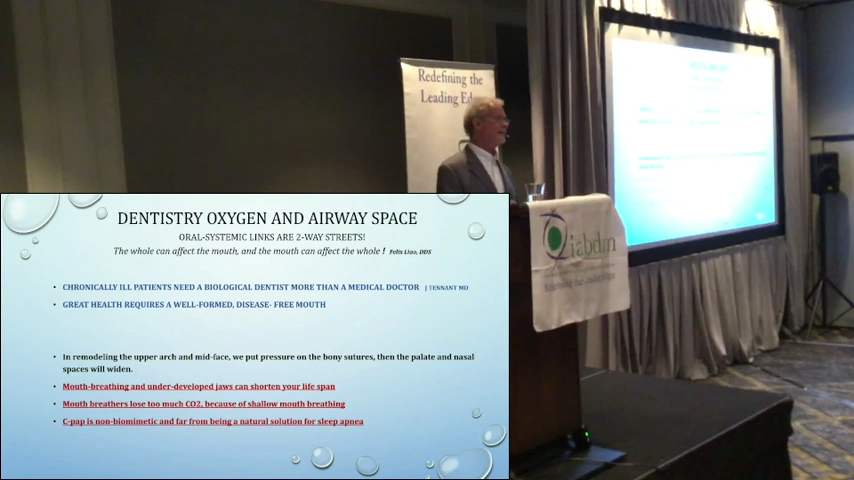 Redefining the
Leading
iabdm
DENTISTRY OXYGEN AND AIRWAY SPACE
ORAL-SYSTEMIC LINKS ARE 2-WAY STREETS!
The whole can affect the mouth, and the mouth can affect the whole ! Felix Liao, DDS
• CHRONICALLY ILL PATIENTS NEED A BIOLOGICAL DENTIST MORE THAN A MEDICAL DOCTOR J TENNANT MD
• GREAT HEALTH REQUIRES A WELL-FORMED, DISEASE- FREE MOUTH
• In remodeling the upper arch and mid-face, we put pressure on the bony sutures, then the palate and nasal
spaces will widen.
• Mouth-breathing and under-developed jaws can shorten your life span
• Mouth breathers lose too much CO2, because of shallow mouth breathing
• C-pap is non-biomimetic and far from being a natural solution for sleep apnea